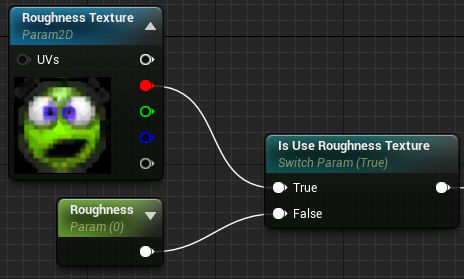 Roughness Texture
Param2D
UVs
Is Use Roughness Texture
Switch Param (True)
True
False
Roughness
Param (0)